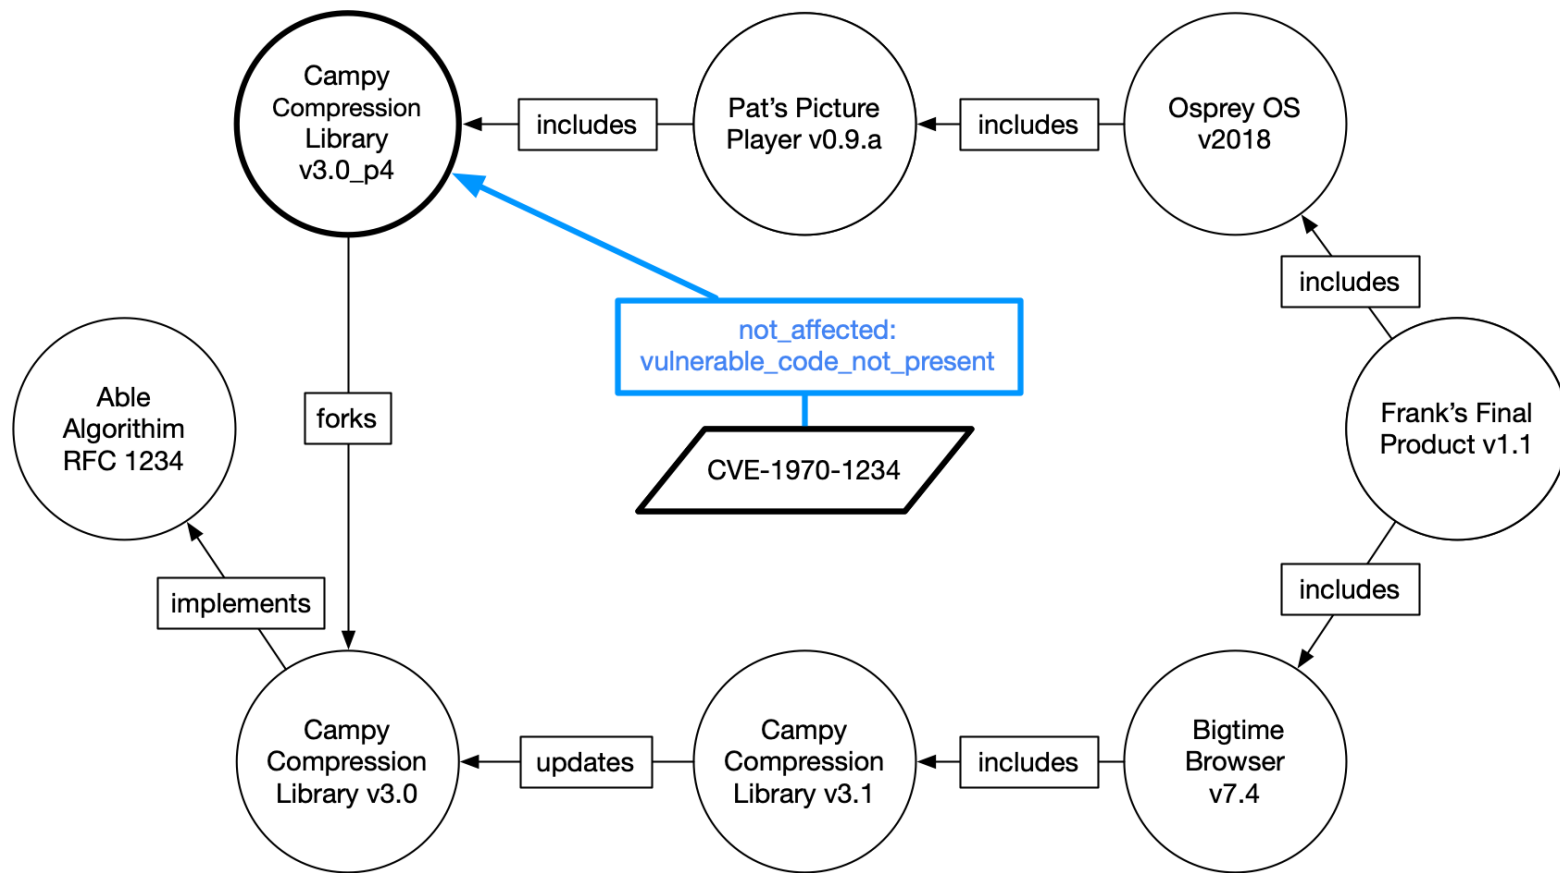 Campy
Compression
Library
v3.0_p4
includes
Pat's Picture
Player v0.9.a
includes
Osprey OS
v2018
includes
not_affected:
vulnerable_code_not_present
CVE-1970-1234
Able
Algorithim
RFC 1234
forks
Frank's Final
Product v1.1
implements
includes
Campy
Compression
Library v3.0
updates
Campy
Compression
Library v3.1
includes
Bigtime
Browser
v7.4